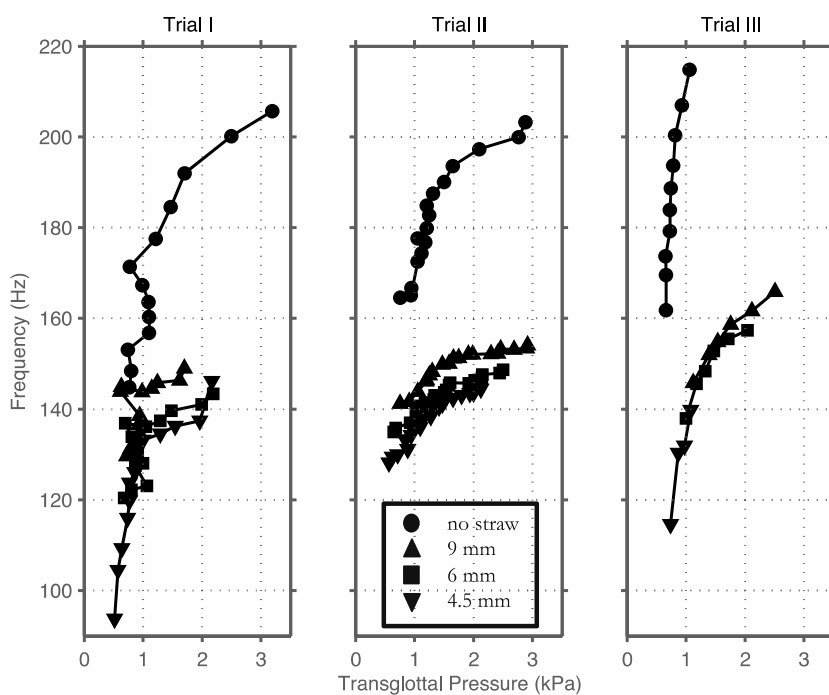 Trial I Trial II Trial III
220
200
180
160
140
120
100
Frequency (Hz)
no straw
9 mm
6 mm
4.5 mm
0 1 2 3 0 1 2 3 0 1 2 3
Transglottal Pressure (kPa)